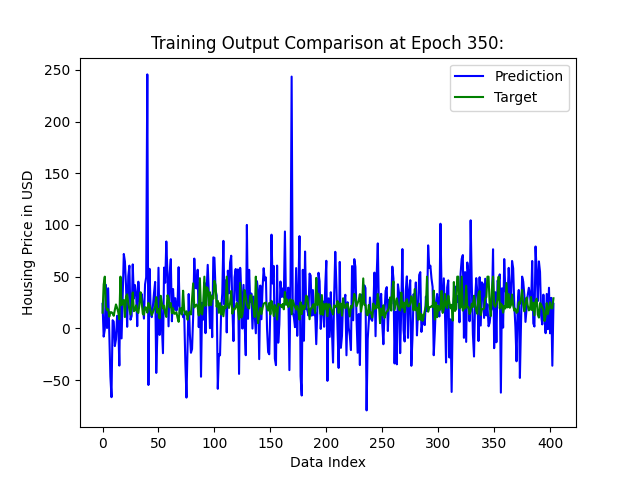 Training Output Comparison at Epoch 350:
Prediction
Target
Housing Price in USD
250
200
150
100
50
0
−50
0 50 100 150 200 250 300 350 400
Data Index